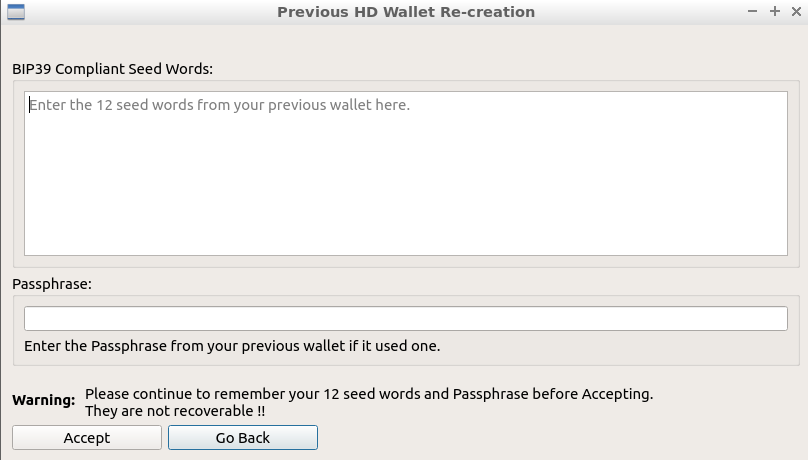 Previous HD Wallet Re-creation
BIP39 Compliant Seed Words:
Enter the 12 seed words from your previous wallet here.
Passphrase:
Enter the Passphrase from your previous wallet if it used one.
Warning: Please continue to remember your 12 seed words and Passphrase before Accepting.
They are not recoverable !!
Accept Go Back